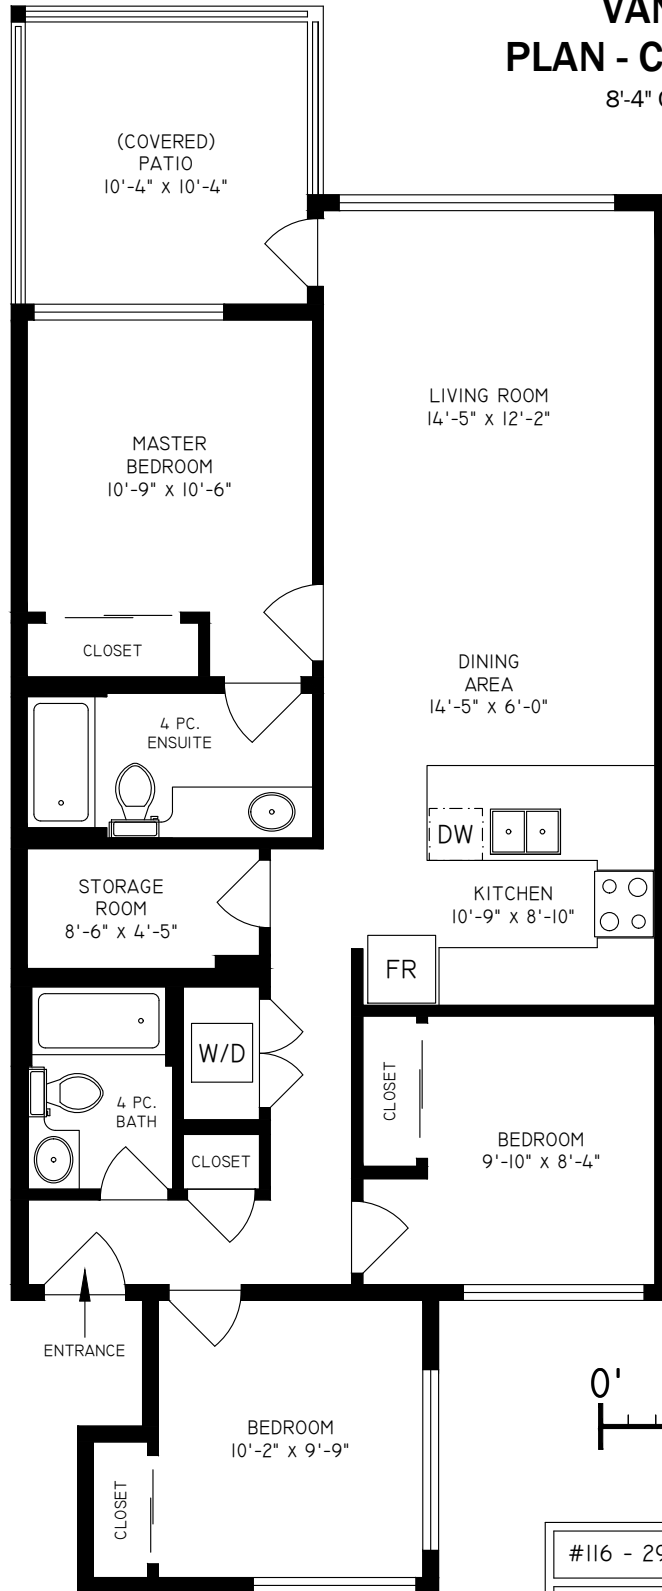 VAN
PLAN - C
8'-4"
(COVERED)
PATIO
10'-4" X 10'-4"
LIVING ROOM
14'-5" X 12'-2"
MASTER
BEDROOM
10'-9" X 10'-6"
CLOSET
DINING
AREA
14'-5" X 6'-0"
4 PC.
ENSUITE
DW
KITCHEN
10'-9" X 8'-10"
STORAGE
ROOM
8'-6" X 4'-5"
FR
W/D
CLOSET
4 PC.
BATH
BEDROOM
9'-10" X 8'-4"
CLOSET
ENTRANCE
0'
BEDROOM
10'-2" X 9'-9"
CLOSET
#116 - 29